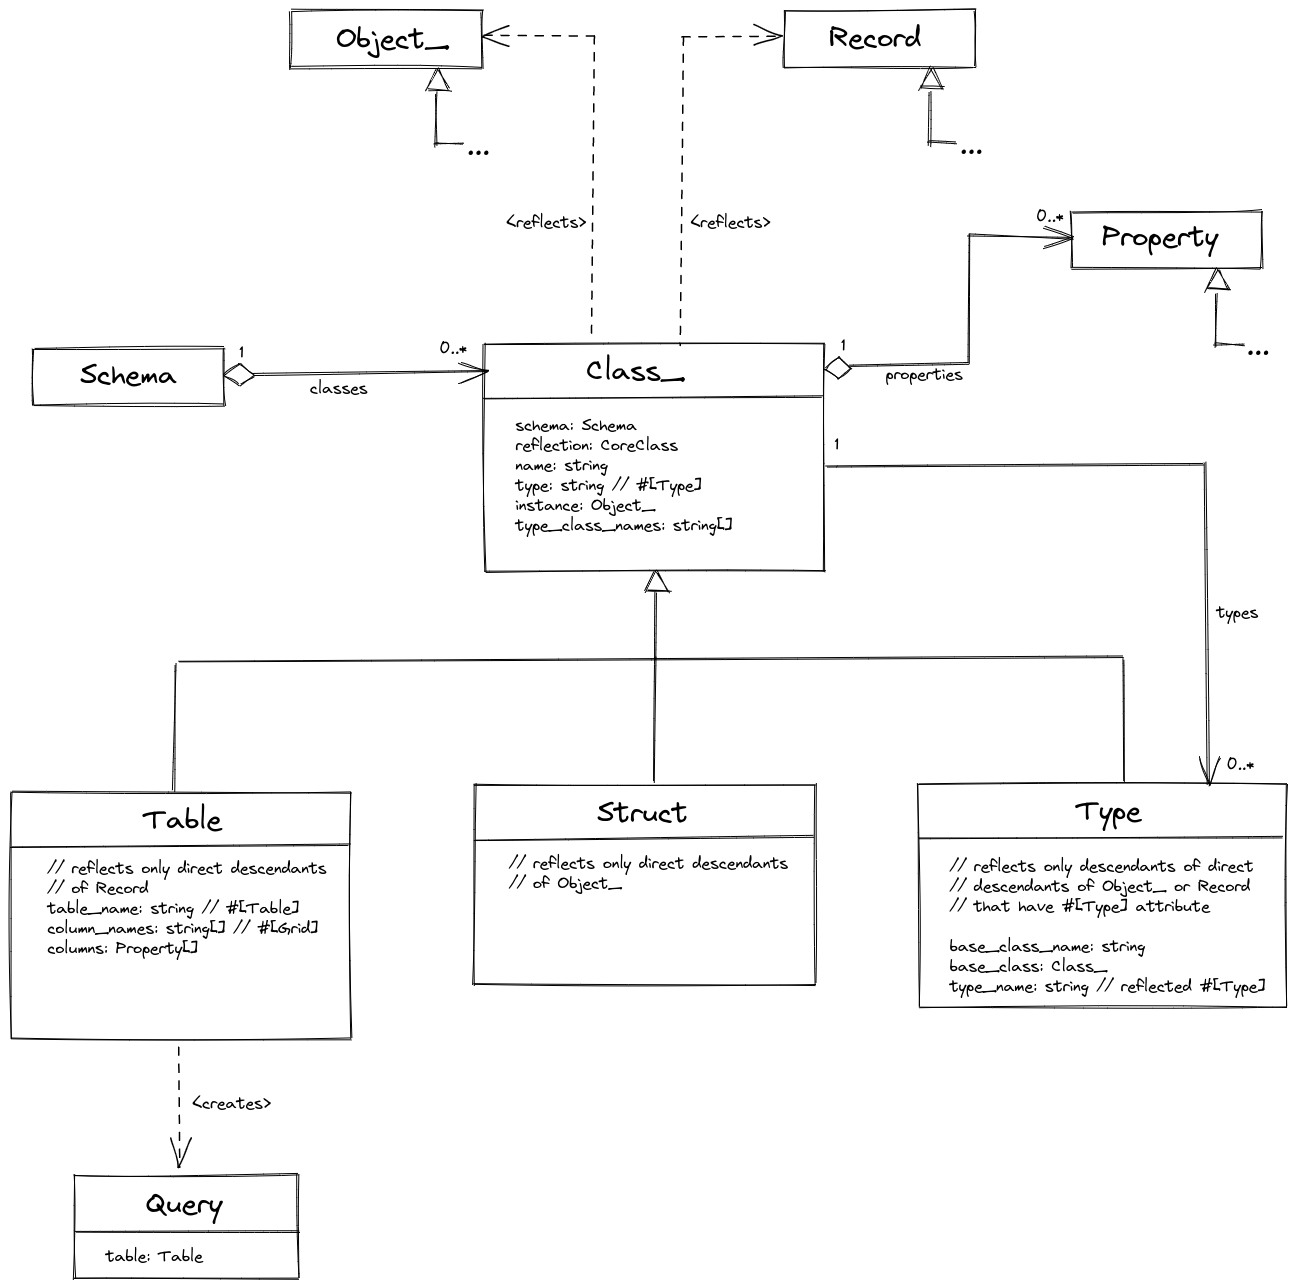 Object_
Record
...
...
<reflects>
<reflects>
0..*
Property
...
Schema
1
classes
0..*
Class_
1
properties
schema: Schema
reflection: CoreClass
name: string
type: string // #[Type]
instance: Object_
type_class_names: string[]
1
types
0..*
Table
// reflects only direct descendants
// of Record
table_name: string // #[Table]
column_names: string[] // #[Grid]
columns: Property[]
Struct
// reflects only direct descendants
// of Object_
Type
// reflects only descendants of direct
// descendants of Object_ or Record
// that have #[Type] attribute
base_class_name: string
base_class: Class_
type_name: string // reflected #[Type]
<creates>
Query
table: Table